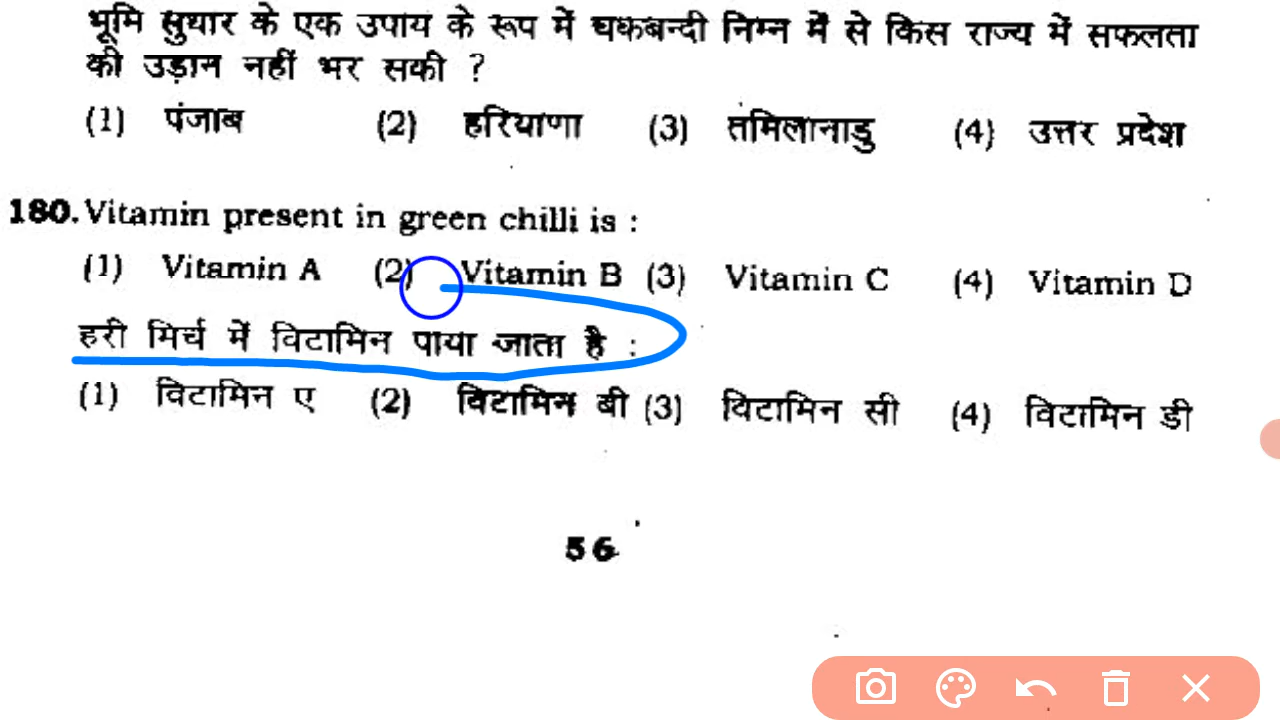 भूमि सुधार के एक उपाय के रूप में चकबन्दी निम्न में से किस राज्य में सफलता
की उड़ान नहीं भर सकी ?
(1) पंजाब (2) हरियाणा (3) तमिलानाडु (4) उत्तर प्रदेश
180. Vitamin present in green chilli is :
(1) Vitamin A (2) Vitamin B (3) Vitamin C (4) Vitamin D
हरी मिर्च में विटामिन पाया जाता है :
(1) विटामिन ए (2) विटामिन बी (3) विटामिन सी (4) विटामिन डी
56